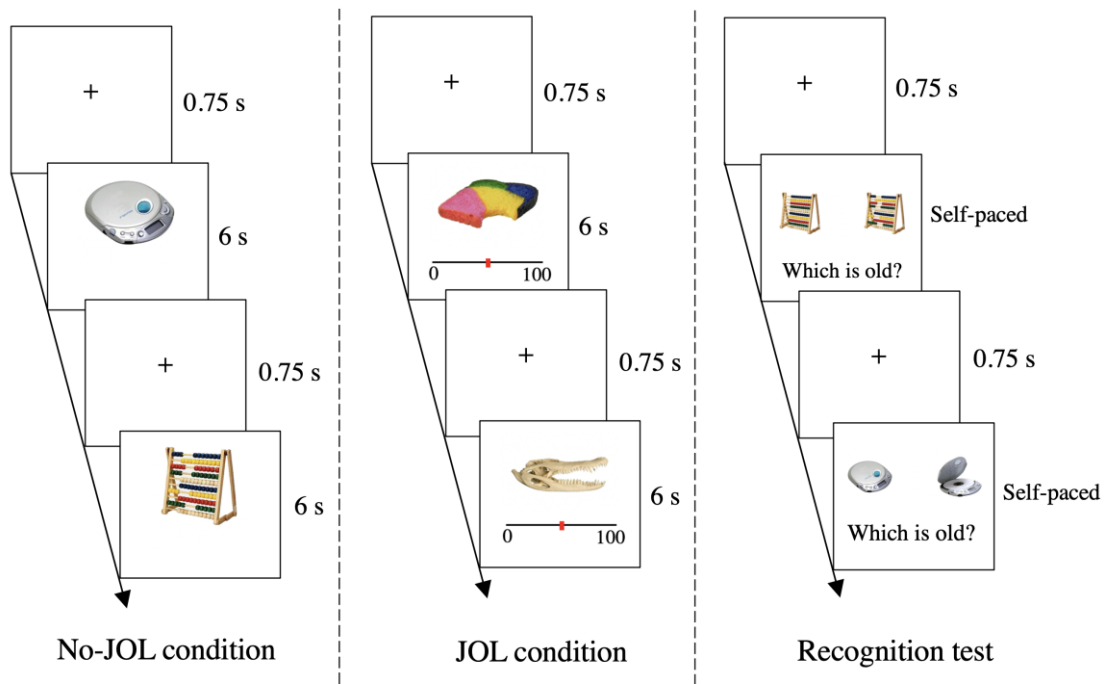 +
0.75 s
6 s
+
0.75 s
6 s
No-JOL condition
+
0.75 s
6 s
0 100
+
0.75 s
6 s
0 100
JOL condition
+
0.75 s
Self-paced
Which is old?
+
0.75 s
Self-paced
Which is old?
Recognition test